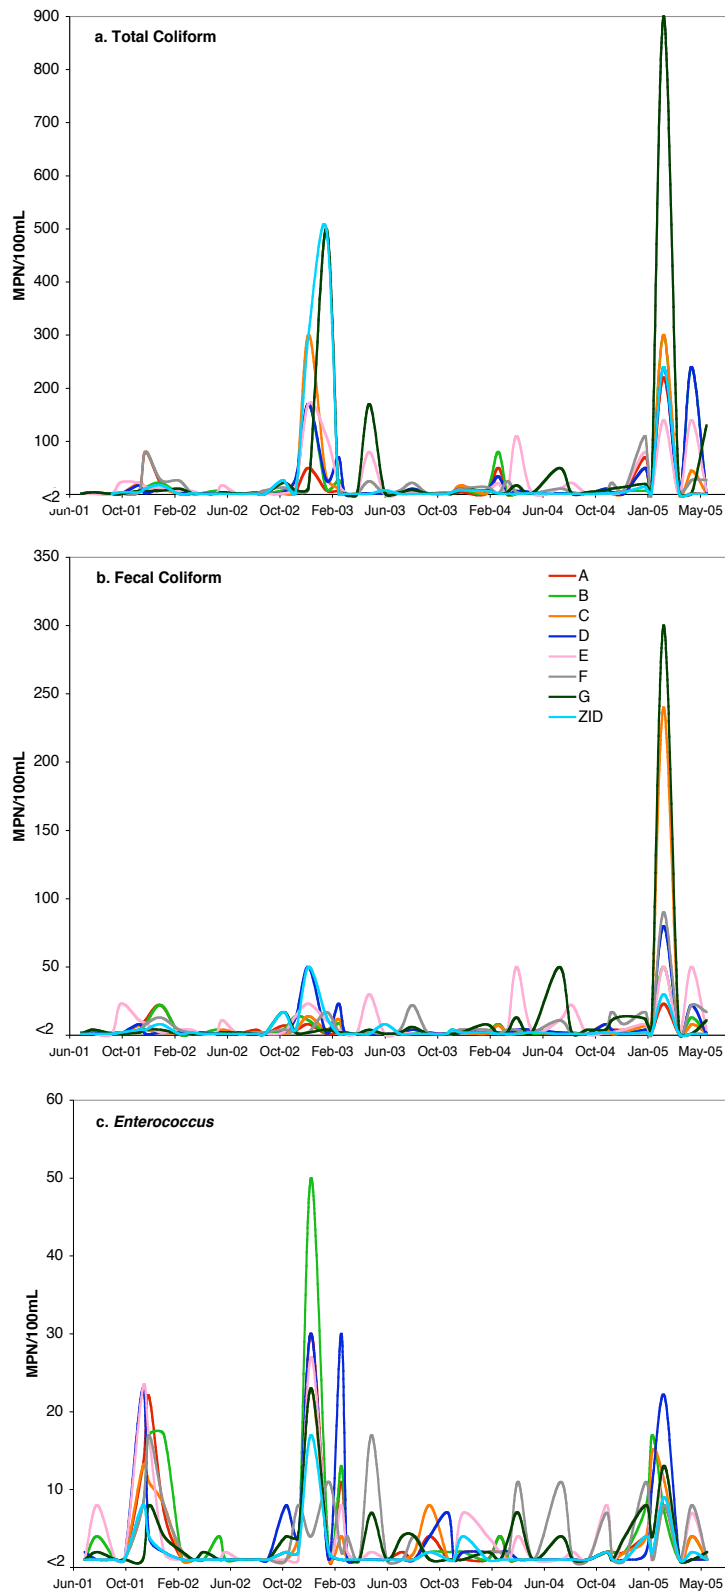 a. Total Coliform
MPN/100mL
900
800
700
600
500
400
300
200
100
<2
Jun-01 Oct-01 Feb-02 Jun-02 Oct-02 Feb-03 Jun-03 Oct-03 Feb-04 Jun-04 Oct-04 Jan-05 May-05
b. Fecal Coliform
MPN/100mL
350
300
250
200
150
100
50
<2
A
B
C
D
E
F
G
ZID
Jun-01 Oct-01 Feb-02 Jun-02 Oct-02 Feb-03 Jun-03 Oct-03 Feb-04 Jun-04 Oct-04 Jan-05 May-05
c. Enterococcus
MPN/100mL
60
50
40
30
20
10
<2
Jun-01 Oct-01 Feb-02 Jun-02 Oct-02 Feb-03 Jun-03 Oct-03 Feb-04 Jun-04 Oct-04 Jan-05 May-05